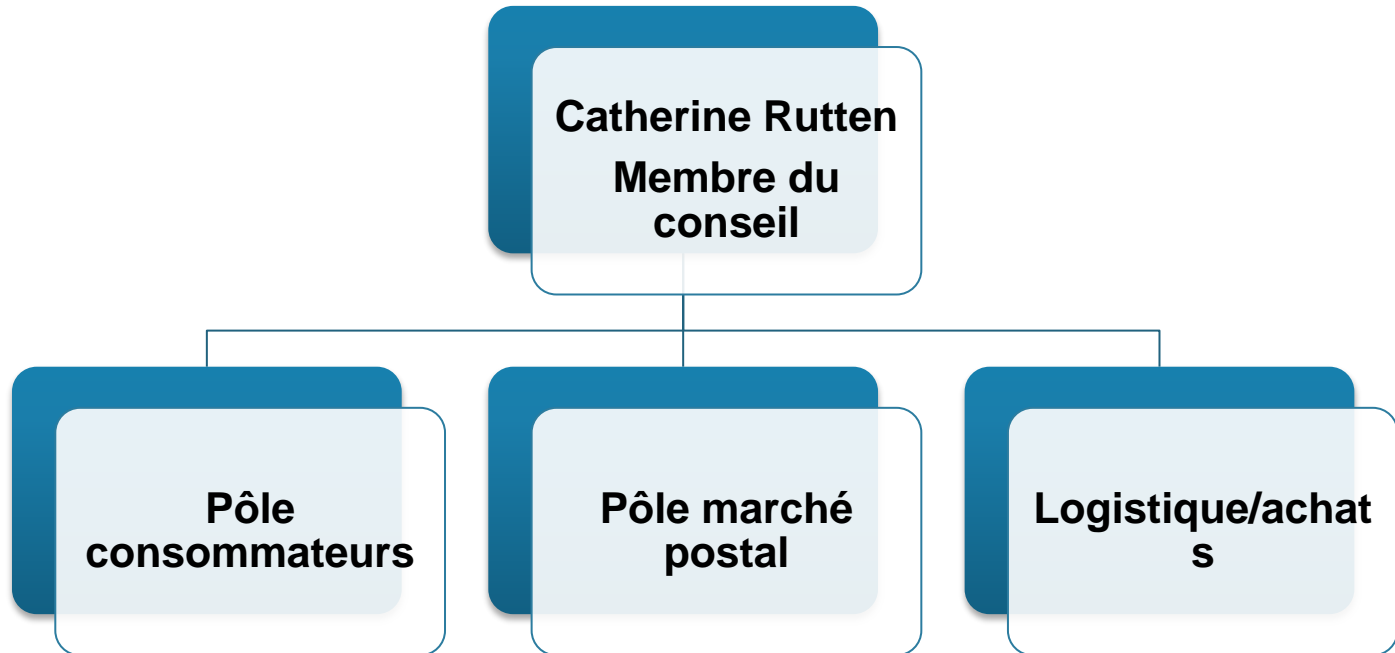 Catherine Rutten
Membre du
conseil
Pôle
consommateurs
Pôle marché
postal
Logistique/achat
s